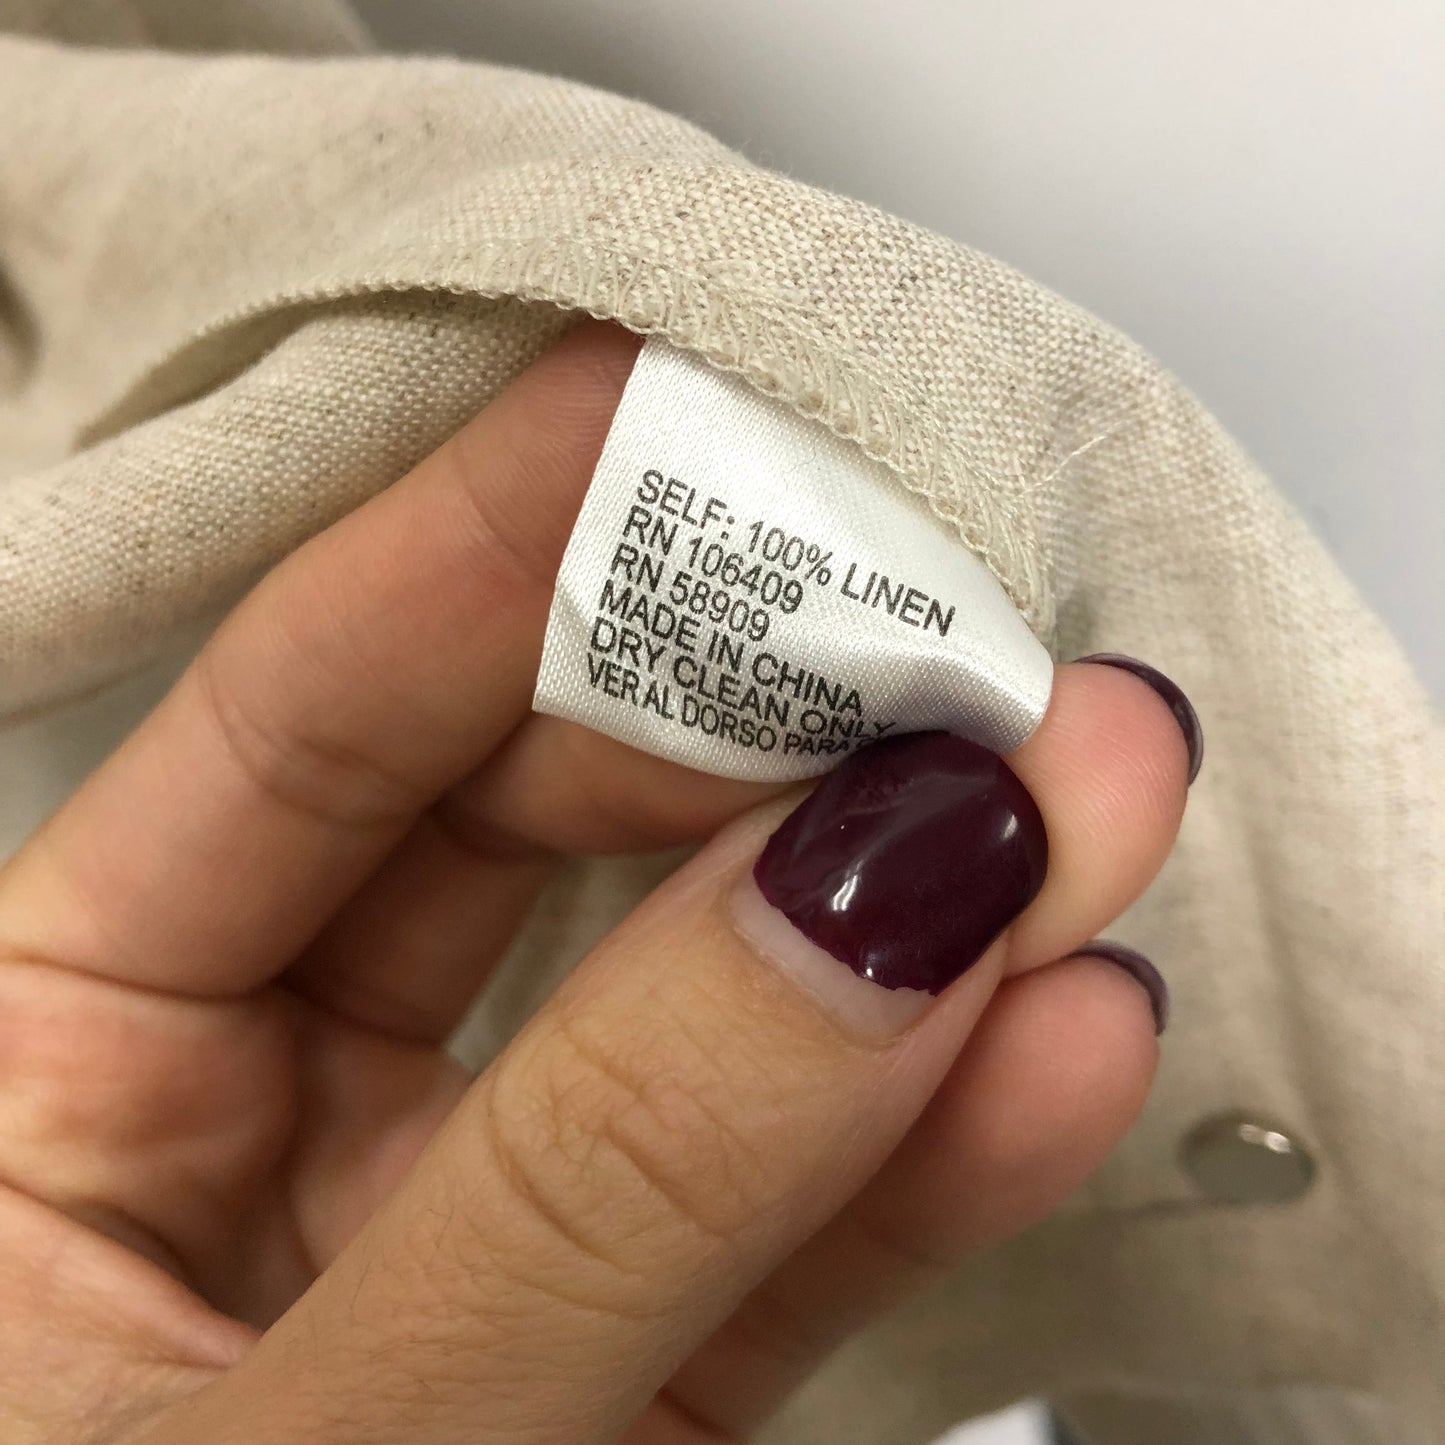 SELF: 100% LINEN
RN 106409
RN 58909
MADE IN CHINA
DRY CLEAN ONLY
VER AL DORSO PARA